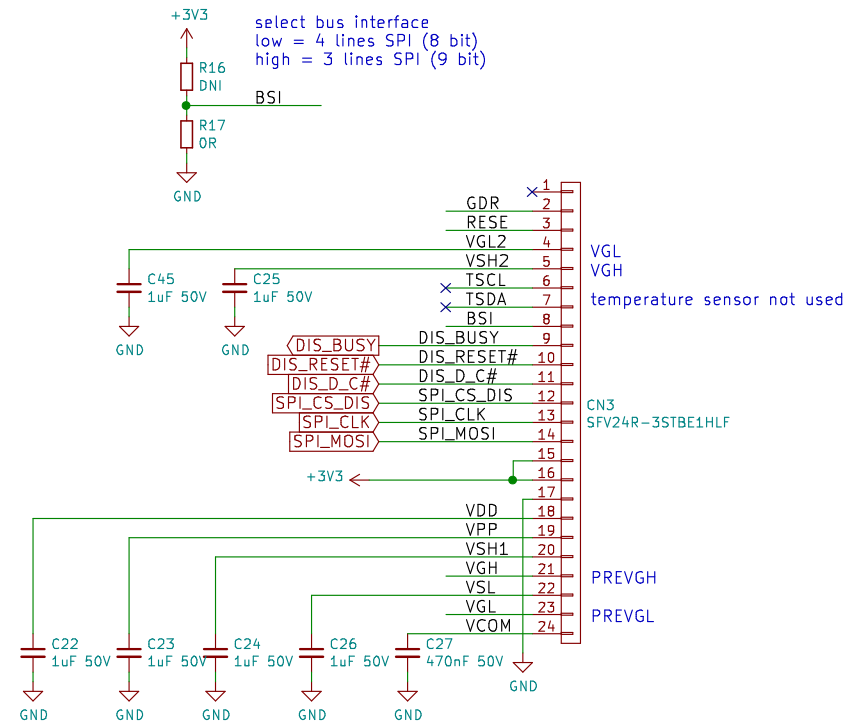 +3V3
select bus interface
low = 4 lines SPI (8 bit)
high = 3 lines SPI (9 bit)
R16
DNI
BSI
R17
0R
GND
1
GDR 2
RESE 3
VGL2 4 VGL
VSH2 5 VGH
C45
1uF 50V
GND
C25
1uF 50V
GND
TSCL 6
TSDA 7 temperature sensor not used
BSI 8
DIS_BUSY DIS_BUSY 9
DIS_RESET# DIS_RESET# 10
DIS_D_C# DIS_D_C# 11
SPI_CS_DIS SPI_CS_DIS 12
SPI_CLK SPI_CLK 13
SPI_MOSI SPI_MOSI 14
CN3
SFV24R-3STBE1HLF
15
+3V3 16
17
VDD 18
VPP 19
VSH1 20
VGH 21 PREVGH
VSL 22
VGL 23 PREVGL
VCOM 24
C22
1uF 50V
GND
C23
1uF 50V
GND
C24
1uF 50V
GND
C26
1uF 50V
GND
C27
470nF 50V
GND
GND